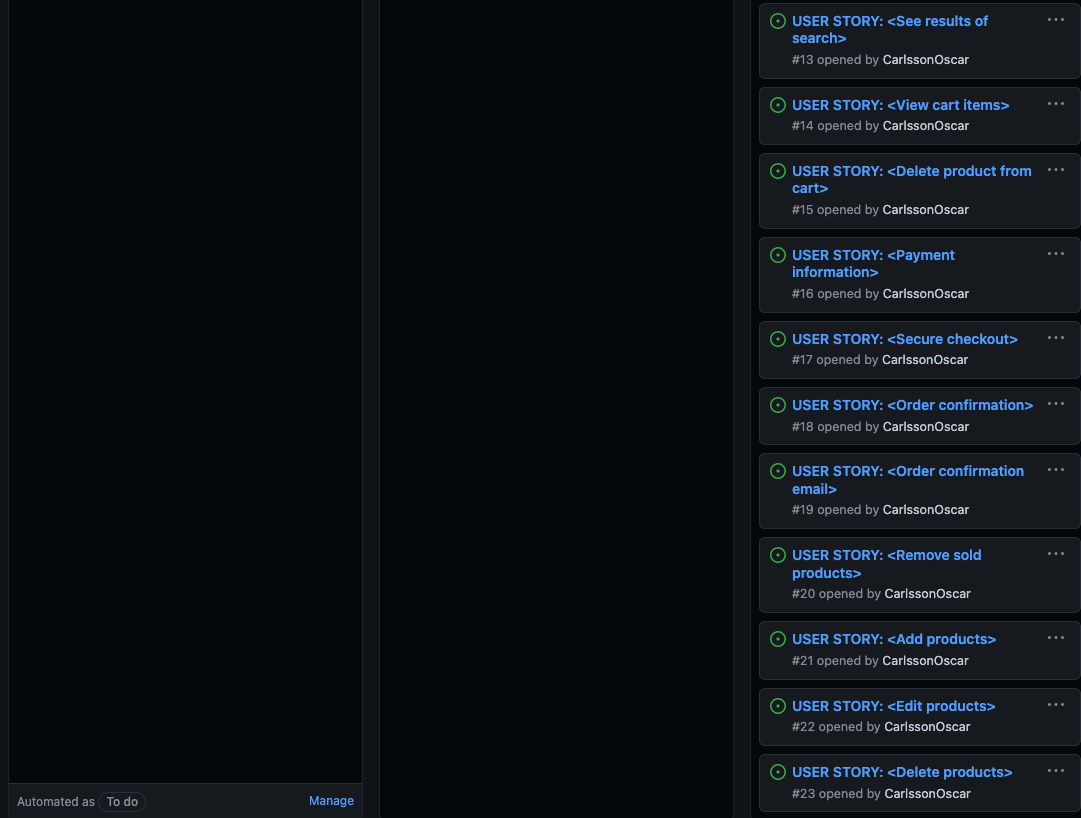 USER STORY: <See results of
search>
#13 opened by CarlssonOscar
USER STORY: <View cart items>
#14 opened by CarlssonOscar
USER STORY: <Delete product from
cart>
#15 opened by CarlssonOscar
USER STORY: <Payment
information>
#16 opened by CarlssonOscar
USER STORY: <Secure checkout>
#17 opened by CarlssonOscar
USER STORY: <Order confirmation>
#18 opened by CarlssonOscar
USER STORY: <Order confirmation
email>
#19 opened by CarlssonOscar
USER STORY: <Remove sold
products>
#20 opened by CarlssonOscar
USER STORY: <Add products>
#21 opened by CarlssonOscar
USER STORY: <Edit products>
#22 opened by CarlssonOscar
USER STORY: <Delete products>
#23 opened by CarlssonOscar
Automated as To do Manage